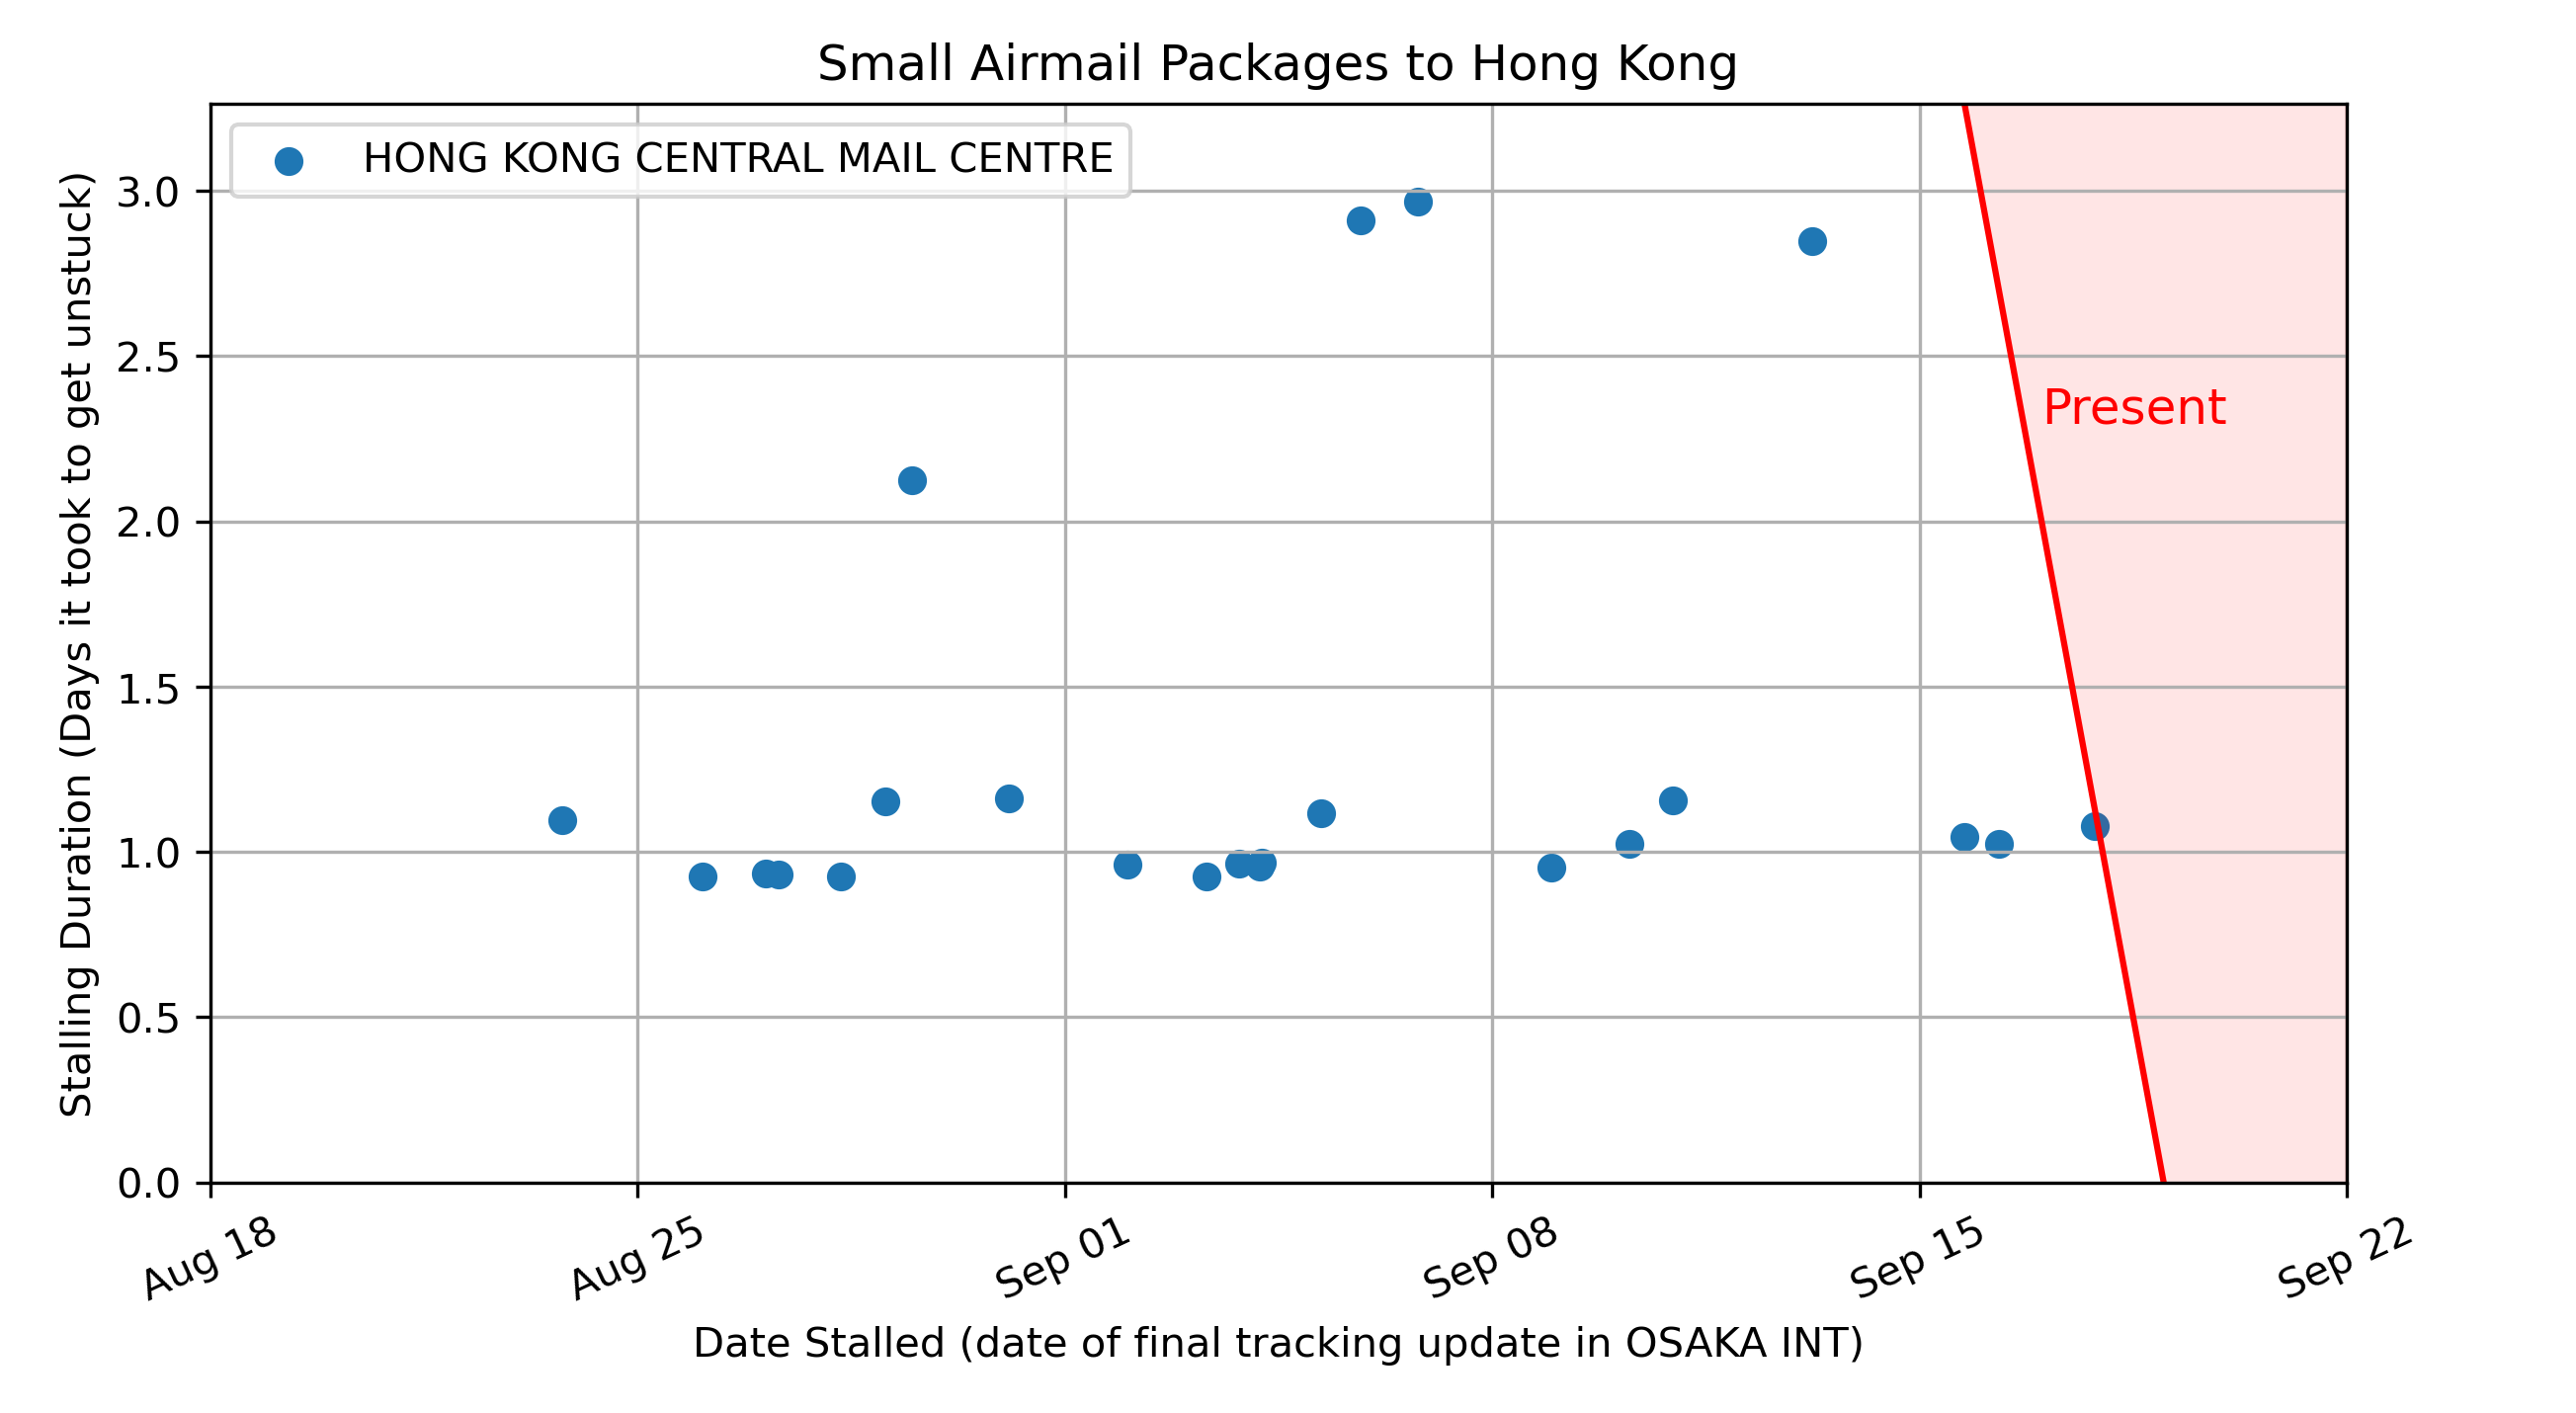 Small Airmail Packages to Hong Kong
HONG KONG CENTRAL MAIL CENTRE
Stalling Duration (Days it took to get unstuck)
3.0
2.5
2.0
1.5
1.0
0.5
0.0
Present
Aug 18
Aug 25
Sep 01
Sep 08
Sep 15
Sep 22
Date Stalled (date of final tracking update in OSAKA INT)